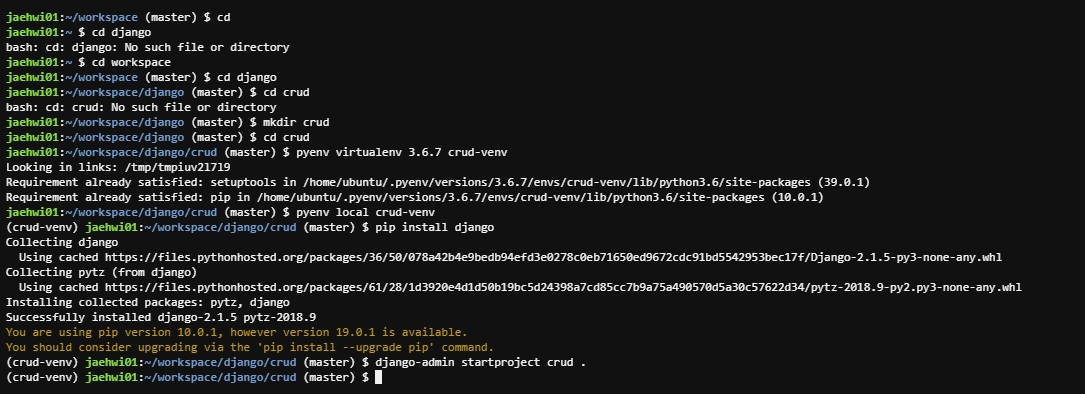 jaehwi01:~/workspace (master) $ cd
jaehwi01:~ $ cd django
bash: cd: django: No such file or directory
jaehwi01:~ $ cd workspace
jaehwi01:~/workspace (master) $ cd django
jaehwi01:~/workspace/django (master) $ cd crud
bash: cd: crud: No such file or directory
jaehwi01:~/workspace/django (master) $ mkdir crud
jaehwi01:~/workspace/django (master) $ cd crud
jaehwi01:~/workspace/django/crud (master) $ pyenv virtualenv 3.6.7 crud-venv
Looking in links: /tmp/tmpiuv2l7l9
Requirement already satisfied: setuptools in /home/ubuntu/.pyenv/versions/3.6.7/envs/crud-venv/lib/python3.6/site-packages (39.0.1)
Requirement already satisfied: pip in /home/ubuntu/.pyenv/versions/3.6.7/envs/crud-venv/lib/python3.6/site-packages (10.0.1)
jaehwi01:~/workspace/django/crud (master) $ pyenv local crud-venv
(crud-venv) jaehwi01:~/workspace/django/crud (master) $ pip install django
Collecting django
  Using cached https://files.pythonhosted.org/packages/36/50/078a42b4e9bedb94efd3e0278c0eb71650ed9672cdc91bd5542953bec17f/Django-2.1.5-py3-none-any.whl
Collecting pytz (from django)
  Using cached https://files.pythonhosted.org/packages/61/28/1d3920e4d1d50b19bc5d24398a7cd85cc7b9a75a490570d5a30c57622d34/pytz-2018.9-py2.py3-none-any.whl
Installing collected packages: pytz, django
Successfully installed django-2.1.5 pytz-2018.9
You are using pip version 10.0.1, however version 19.0.1 is available.
You should consider upgrading via the 'pip install --upgrade pip' command.
(crud-venv) jaehwi01:~/workspace/django/crud (master) $ django-admin startproject crud .
(crud-venv) jaehwi01:~/workspace/django/crud (master) $